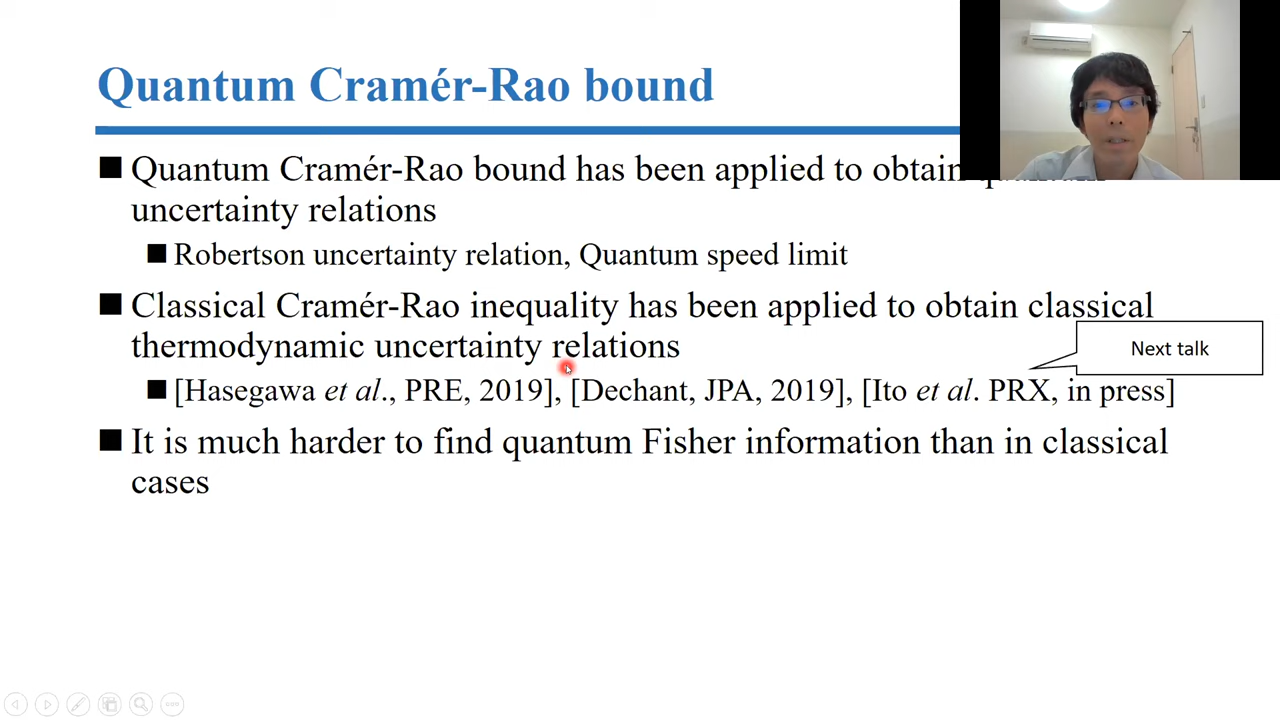 Quantum Cramér-Rao bound
■ Quantum Cramér-Rao bound has been applied to obtain
uncertainty relations
■ Robertson uncertainty relation, Quantum speed limit
■ Classical Cramér-Rao inequality has been applied to obtain classical
thermodynamic uncertainty relations
Next talk
■ [Hasegawa et al., PRE, 2019], [Dechant, JPA, 2019], [Ito et al. PRX, in press]
■ It is much harder to find quantum Fisher information than in classical
cases